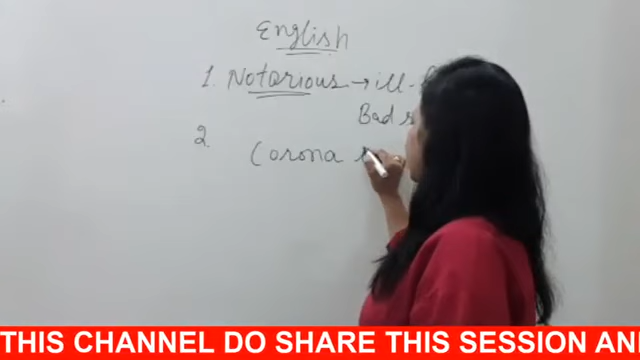 English
1. Notorious → ill-
Bad
2.
Corona
THIS CHANNEL DO SHARE THIS SESSION AN